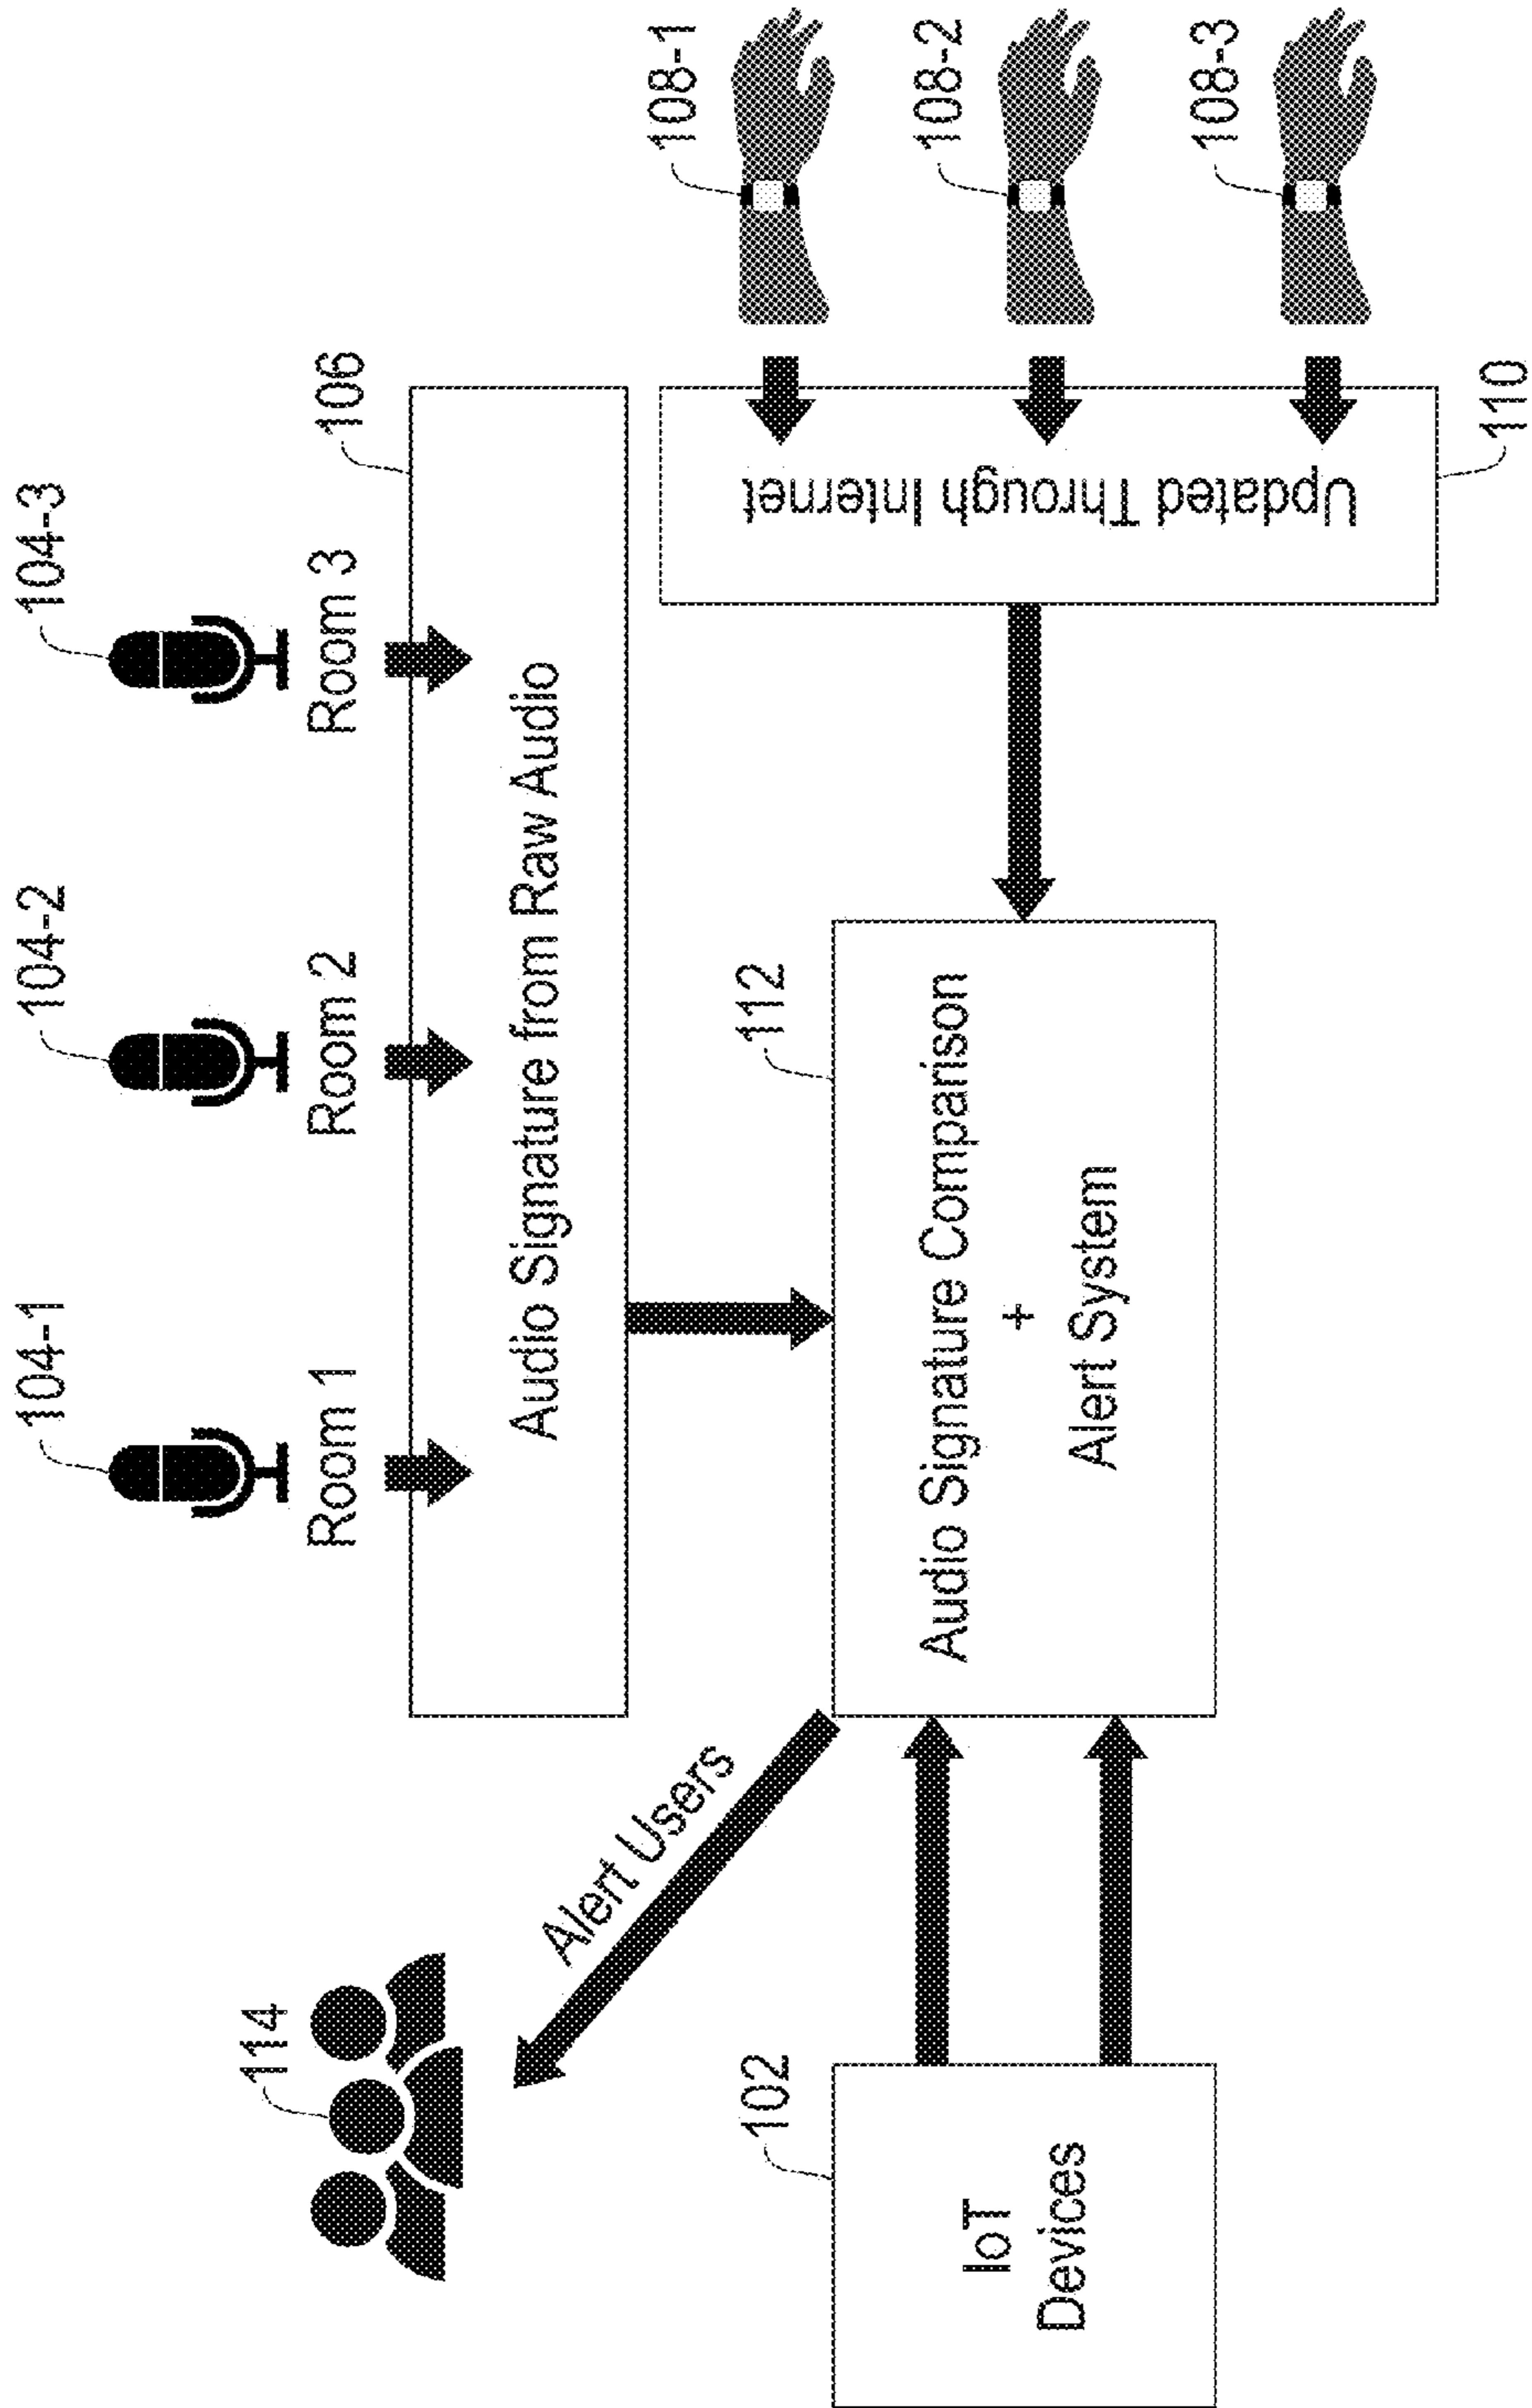 104-1
104-2
104-3
Room 1
Room 2
Room 3
114
106
Audio Signature from Raw Audio
Alert Users
108-1
102
112
108-2
IoT
Devices
Audio Signature Comparison
+
Alert System
Updated Through Internet
108-3
110